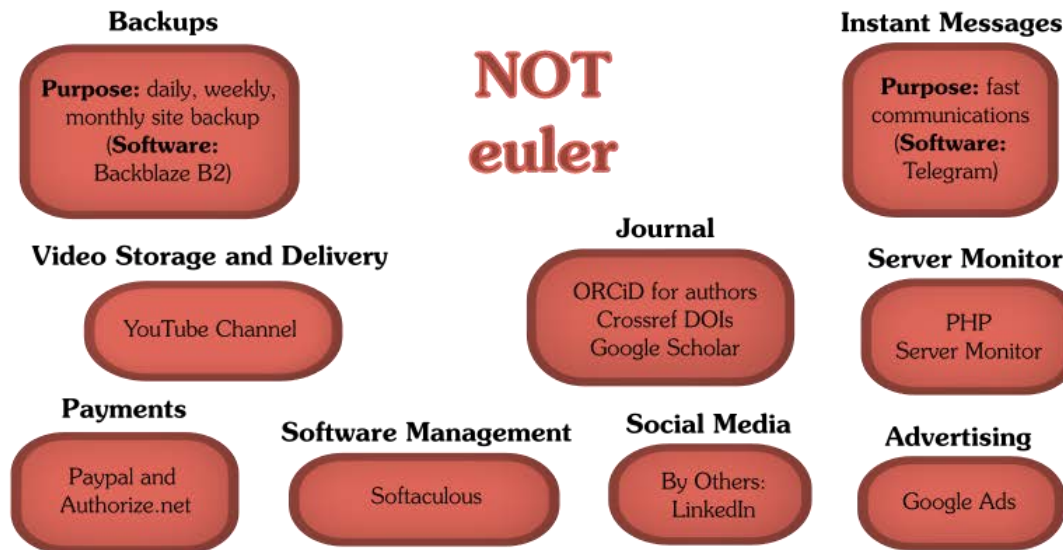 Backups
Purpose: daily, weekly,
monthly site backup
(Software:
Backblaze B2)
NOT
euler
Instant Messages
Purpose: fast
communications
(Software:
Telegram)
Video Storage and Delivery
YouTube Channel
Journal
ORCiD for authors
Crossref DOIs
Google Scholar
Server Monitor
PHP
Server Monitor
Payments
Paypal and
Authorize.net
Software Management
Softaculous
Social Media
By Others:
LinkedIn
Advertising
Google Ads